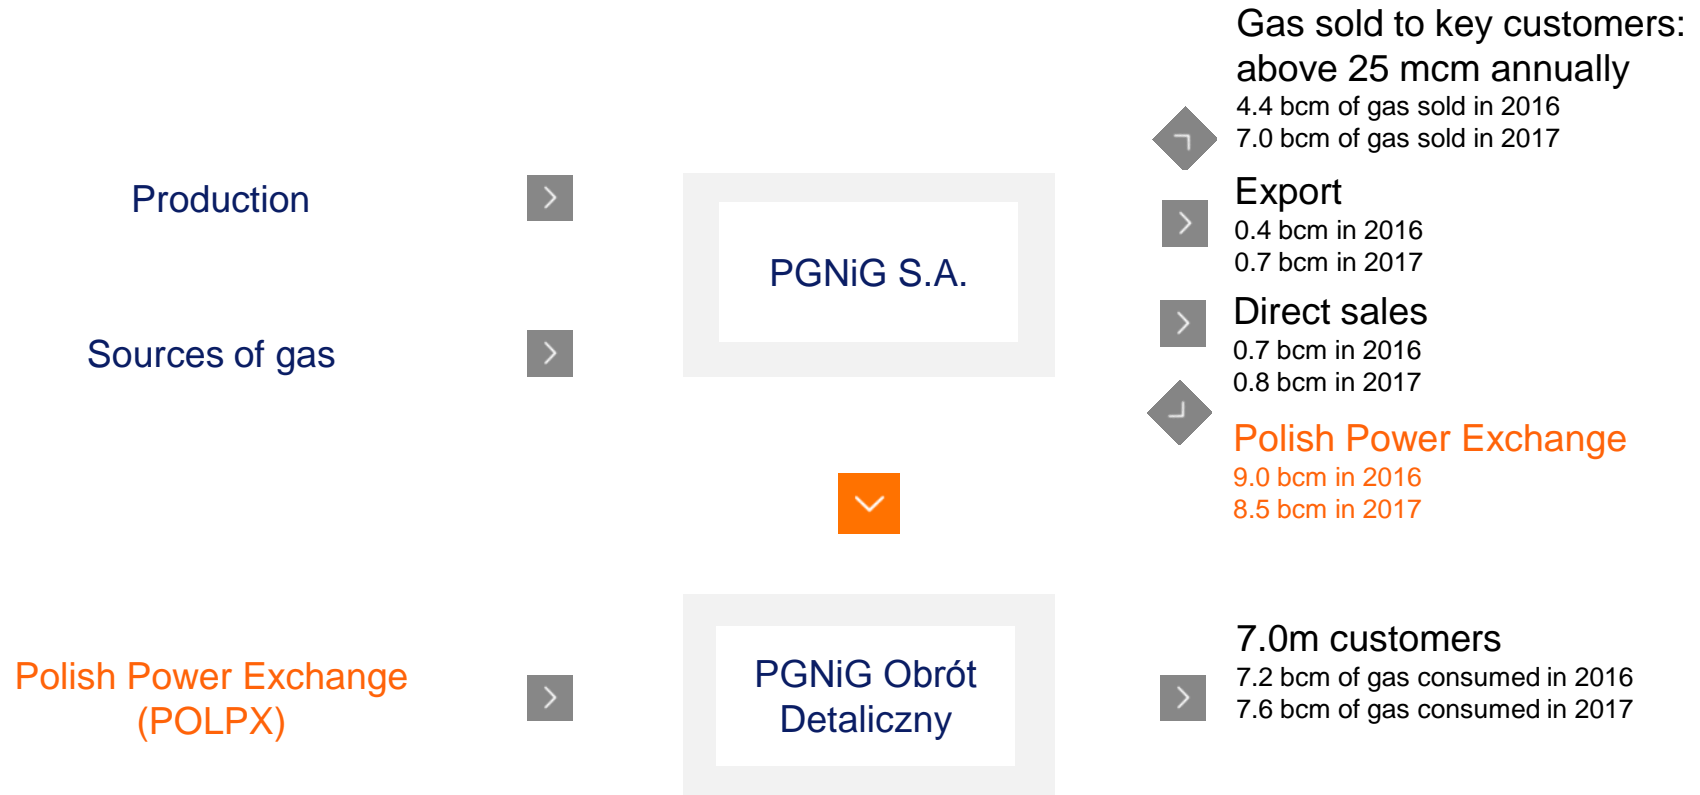 Gas sold to key customers:
above 25 mcm annually
4.4 bcm of gas sold in 2016
7.0 bcm of gas sold in 2017
Production
PGNiG S.A.
Export
0.4 bcm in 2016
0.7 bcm in 2017
Sources of gas
Direct sales
0.7 bcm in 2016
0.8 bcm in 2017
Polish Power Exchange
9.0 bcm in 2016
8.5 bcm in 2017
Polish Power Exchange
(POLPX)
PGNiG Obrót
Detaliczny
7.0m customers
7.2 bcm of gas consumed in 2016
7.6 bcm of gas consumed in 2017